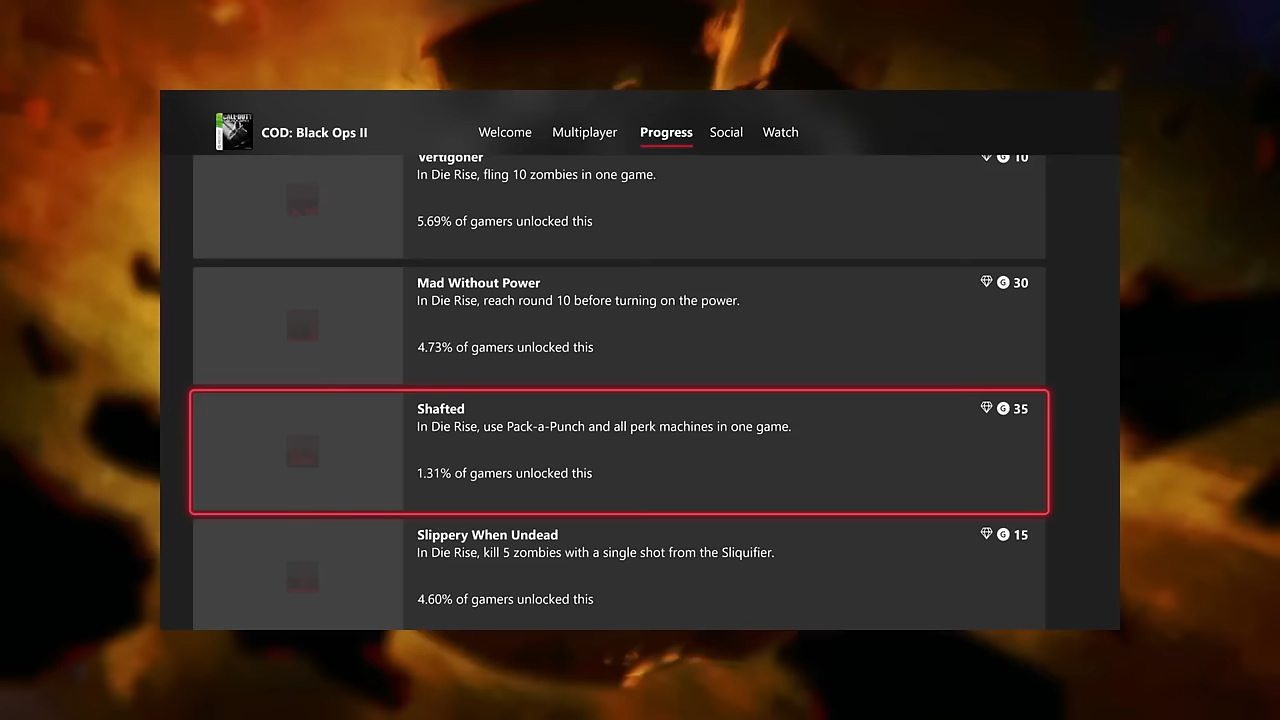 COD: Black Ops II
Welcome Multiplayer Progress Social Watch
Vertigoner
10
In Die Rise, fling 10 zombies in one game.
5.69% of gamers unlocked this
Mad Without Power
G 30
In Die Rise, reach round 10 before turning on the power.
4.73% of gamers unlocked this
Shafted
G 35
In Die Rise, use Pack-a-Punch and all perk machines in one game.
1.31% of gamers unlocked this
Slippery When Undead
G 15
In Die Rise, kill 5 zombies with a single shot from the Sliquifier.
4.60% of gamers unlocked this